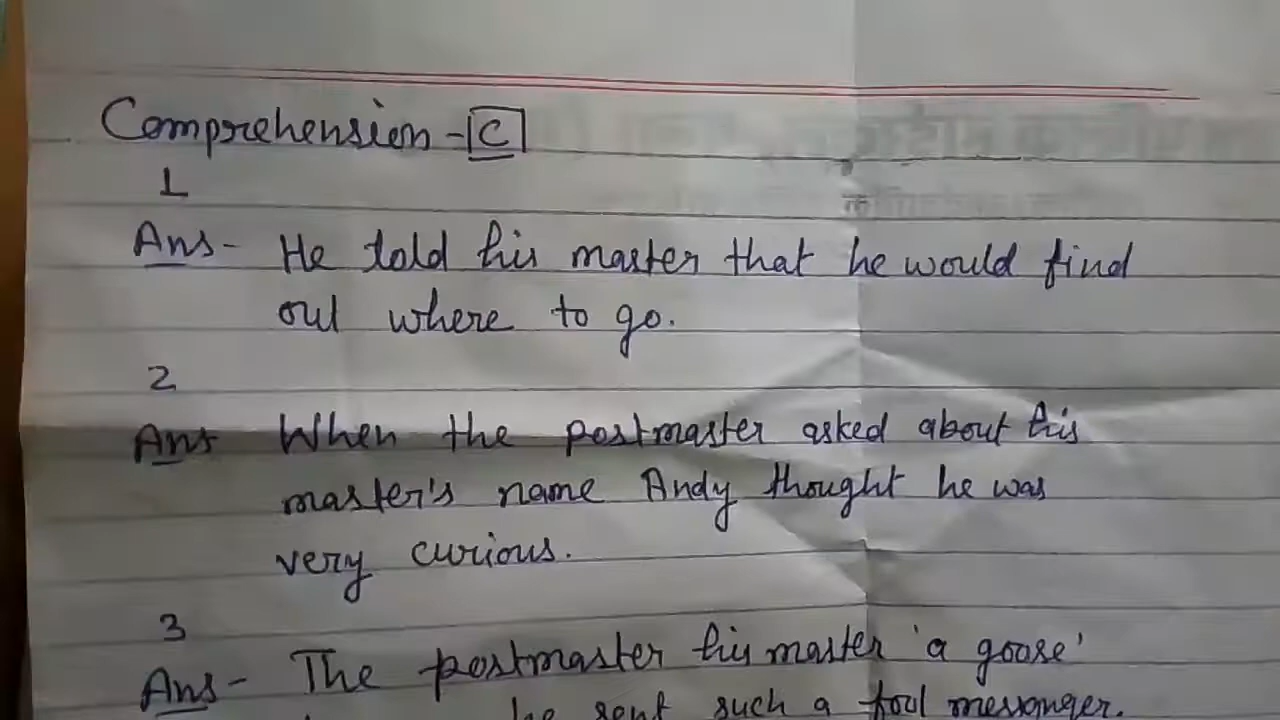 Comprehension - C
1
Ans - He told his master that he would find
out where to go.
2
Ans When the postmaster asked about his
master's name Andy thought he was
very curious.
3
Ans - The postmaster his master 'a goose'
he sent such a foul messanger.